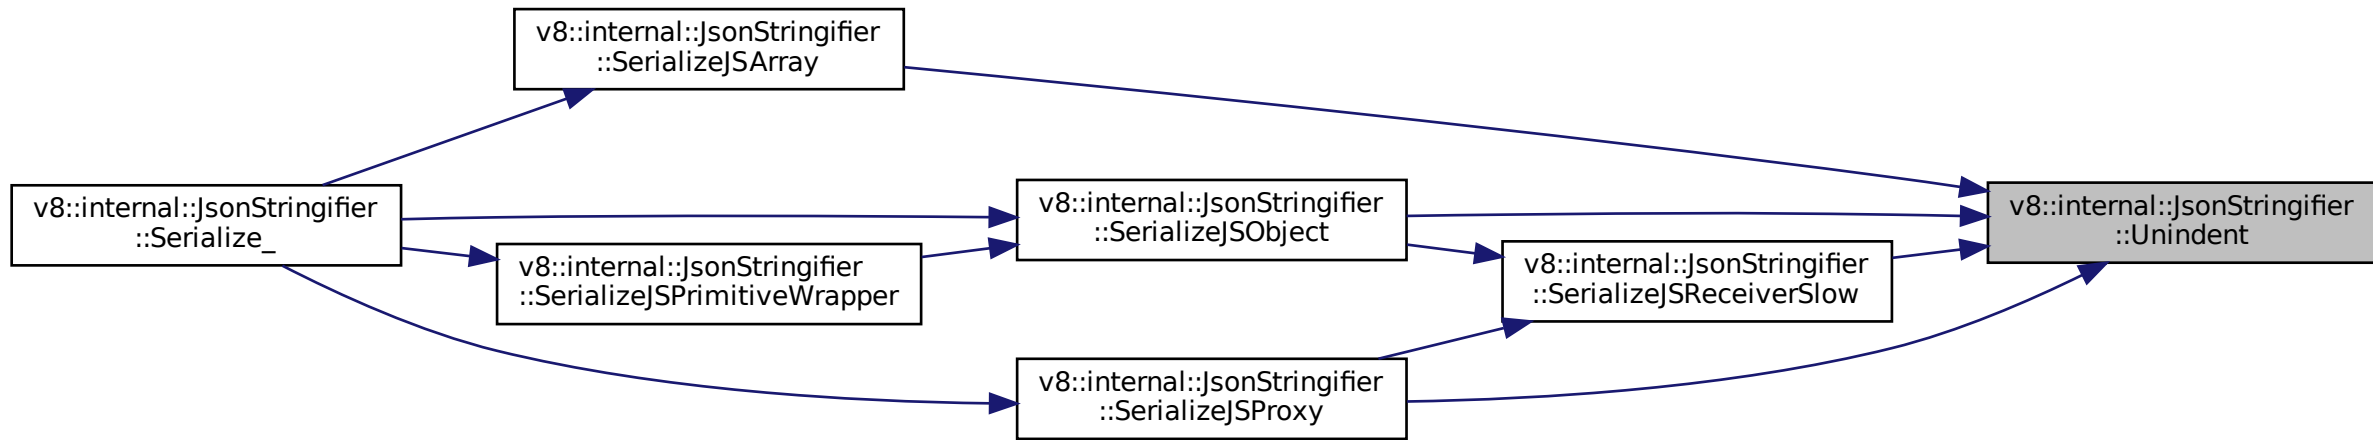 v8::internal::JsonStringifier
::SerializeJSArray
v8::internal::JsonStringifier
::Serialize_
v8::internal::JsonStringifier
::SerializeJSPrimitiveWrapper
v8::internal::JsonStringifier
::SerializeJSObject
v8::internal::JsonStringifier
::SerializeJSReceiverSlow
v8::internal::JsonStringifier
::SerializeJSProxy
v8::internal::JsonStringifier
::Unindent